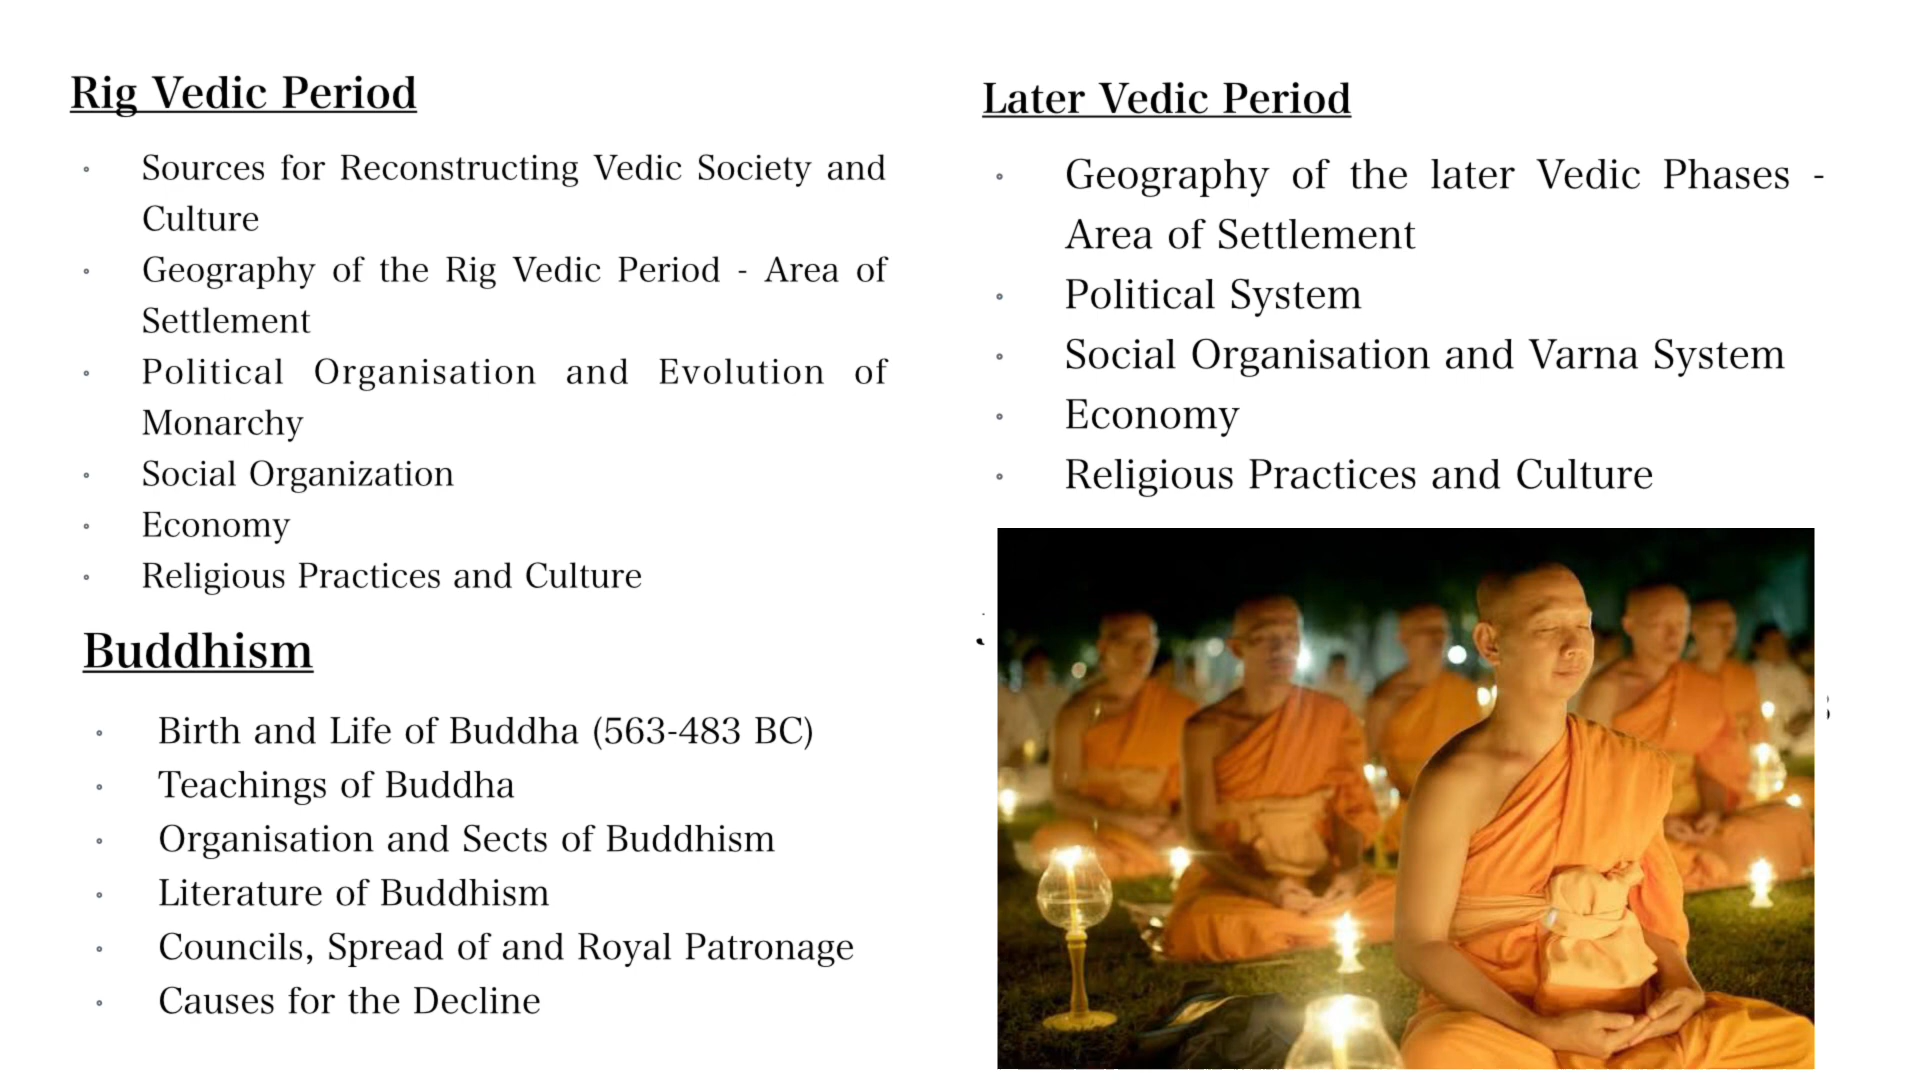 Rig Vedic Period
Sources for Reconstructing Vedic Society and
Culture
Geography of the Rig Vedic Period - Area of
Settlement
Political Organisation and Evolution of
Monarchy
Social Organization
Economy
Religious Practices and Culture
Buddhism
Birth and Life of Buddha (563-483 BC)
Teachings of Buddha
Organisation and Sects of Buddhism
Literature of Buddhism
Councils, Spread of and Royal Patronage
Causes for the Decline
Later Vedic Period
Geography of the later Vedic Phases -
Area of Settlement
Political System
Social Organisation and Varna System
Economy
Religious Practices and Culture